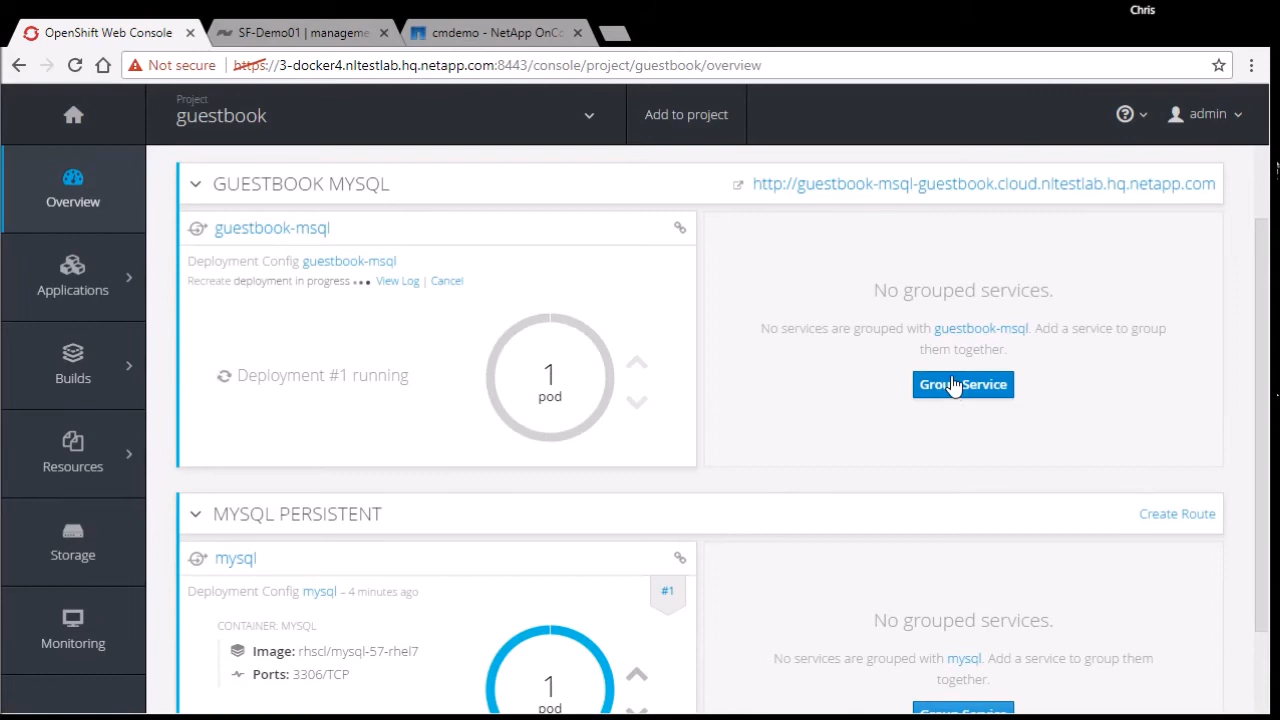 Chris
OpenShift Web Console
SF-Demo01 | manageme
cmdemo - NetApp OnCo
Not secure
https://3-docker4.nltestlab.hq.netapp.com:8443/console/project/guestbook/overview
Project
guestbook
Add to project
admin
Overview
Applications
Builds
Resources
Storage
Monitoring
GUESTBOOK MYSQL
http://guestbook-msql-guestbook.cloud.nltestlab.hq.netapp.com
guestbook-msql
Deployment Config guestbook-msql
Recreate deployment in progress ••• View Log | Cancel
Deployment #1 running
1
pod
No grouped services.
No services are grouped with guestbook-msql. Add a service to group
them together.
Group Service
MYSQL PERSISTENT
Create Route
mysql
Deployment Config mysql – 4 minutes ago
#1
CONTAINER: MYSQL
Image: rhscl/mysql-57-rhel7
Ports: 3306/TCP
1
pod
No grouped services.
No services are grouped with mysql. Add a service to group them
together.
Group Service